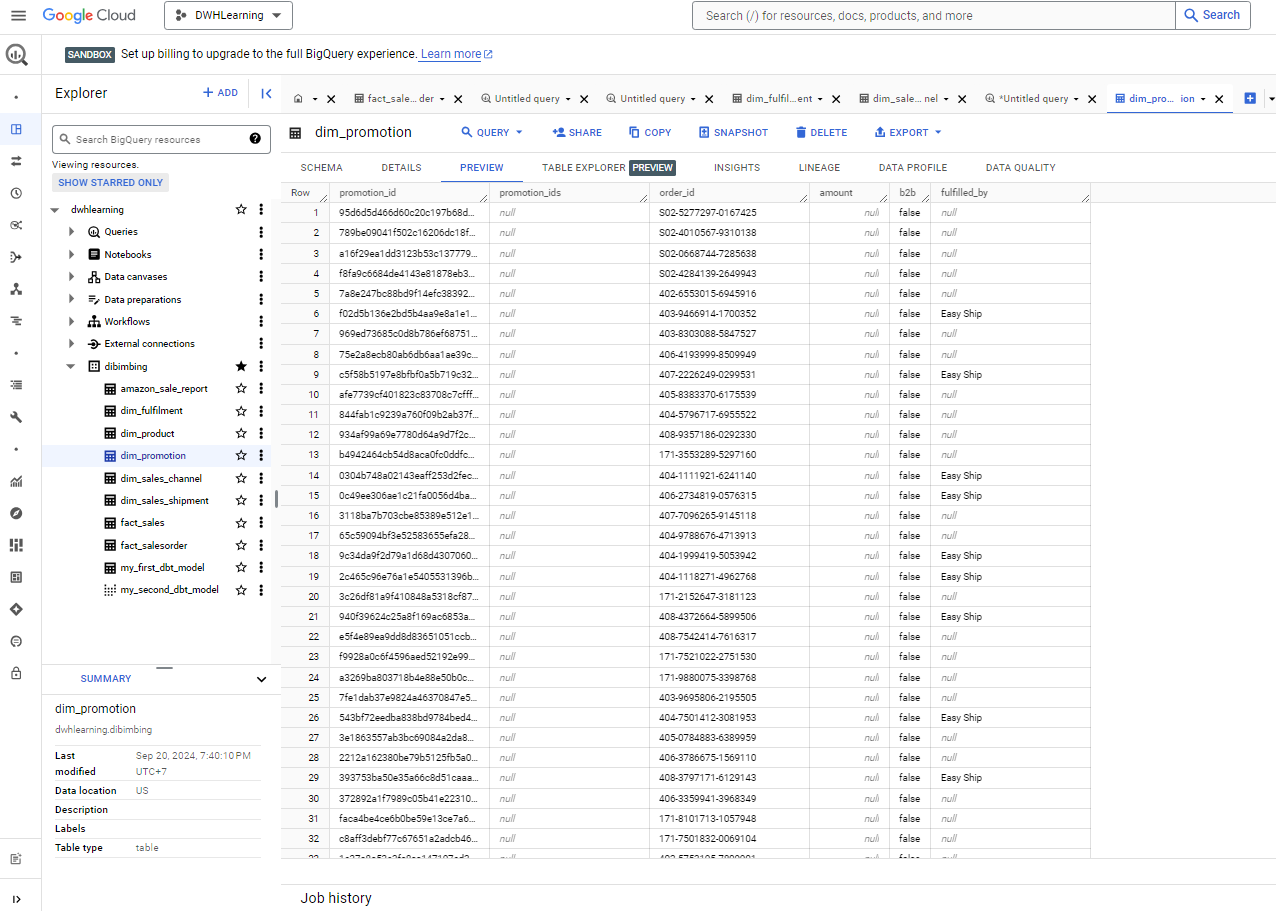 Google Cloud DWHLearning Search (/) for resources, docs, products, and more Search
SANDBOX Set up billing to upgrade to the full BigQuery experience. Learn more
Explorer + ADD
fact_sale... der Untitled query Untitled query dim_fulfil...ent dim_sale... nel *Untitled query dim_pro... ion
Search BigQuery resources ?
Viewing resources.
SHOW STARRED ONLY
dwhlearning
Queries
Notebooks
Data canvases
Data preparations
Workflows
External connections
dibimbing
amazon_sale_report
dim_fulfilment
dim_product
dim_promotion
dim_sales_channel
dim_sales_shipment
fact_sales
fact_salesorder
my_first_dbt_model
my_second_dbt_model
SUMMARY
dim_promotion
dwhlearning.dibimbing
Last modified Sep 20, 2024, 7:40:10 PM UTC+7
Data location US
Description
Labels
Table type table
dim_promotion QUERY SHARE COPY SNAPSHOT DELETE EXPORT
SCHEMA DETAILS PREVIEW TABLE EXPLORER PREVIEW INSIGHTS LINEAGE DATA PROFILE DATA QUALITY
Row promotion_id promotion_ids order_id amount b2b fulfilled_by
1 95d6d5d466d60c20c197b68d... null S02-5277297-0167425 null false null
2 789be09041f502c16206dc18f... null S02-4010567-9310138 null false null
3 a16f29ea1dd3123b53c137779... null S02-0668744-7285638 null false null
4 f8fa9c6684de4143e81878eb3... null S02-4284139-2649943 null false null
5 7a8e247bc88bd9f14efc38392... null 402-6553015-6945916 null false null
6 f02d5b136e2bd5b4aa9e8a1e1... null 403-9466914-1700352 null false Easy Ship
7 969ed73685c0d8b786ef68751... null 403-8303088-5847527 null false null
8 75e2a8ecb80ab6db6aa1ae39c... null 406-4193999-8509949 null false null
9 c5f58b5197e8bfbf0a5b719c32... null 407-2226249-0299531 null false Easy Ship
10 afe7739cf401823c83708c7cfff... null 405-8383370-6175539 null false null
11 844fab1c9239a760f09b2ab37f... null 404-5796717-6955522 null false null
12 934af99a69e7780d64a9d7f2c... null 408-9357186-0292330 null false null
13 b4942464cb54d8aca0fc0ddfc... null 171-3553289-5297160 null false null
14 0304b748a02143eaff253d2fec... null 404-1111921-6241140 null false Easy Ship
15 0c49ee306ae1c21fa0056d4ba... null 406-2734819-0576315 null false Easy Ship
16 3118ba7b703cbe85389e512e1... null 407-7096265-9145118 null false null
17 65c59094bf3e52583655efa28... null 404-9788676-4713913 null false null
18 9c34da9f2d79a1d68d4307060... null 404-1999419-5053942 null false Easy Ship
19 2c465c96e76a1e5405531396b... null 404-1118271-4962768 null false Easy Ship
20 3c26df81a9f410848a5318cf87... null 171-2152647-3181123 null false null
21 940f39624c25a8f169ac6853a... null 408-4372664-5899506 null false Easy Ship
22 e5f4e89ea9dd8d83651051ccb... null 408-7542414-7616317 null false null
23 f9928a0c6f4596aed52192e99... null 171-7521022-2751530 null false null
24 a3269ba803718b4e88e50b0c... null 171-9880075-3398768 null false null
25 7fe1dab37e9824a46370847e5... null 403-9695806-2195505 null false null
26 543bf72eedba838bd9784bed4... null 404-7501412-3081953 null false Easy Ship
27 3e1863557ab3bc69084a2da8... null 405-0784883-6389959 null false null
28 2212a162380be79b5125fb5a0... null 406-3786675-1569110 null false null
29 393753ba50e35a66c8d51caaa... null 408-3797171-6129143 null false Easy Ship
30 372892a1f7989c05b41e22310... null 406-3359941-3968349 null false null
31 faca4be4ce6b0be59e13ce7a6... null 171-8101713-1057948 null false null
32 c8aff3debf77c67651a2adcb46... null 171-7501832-0069104 null false null
Job history